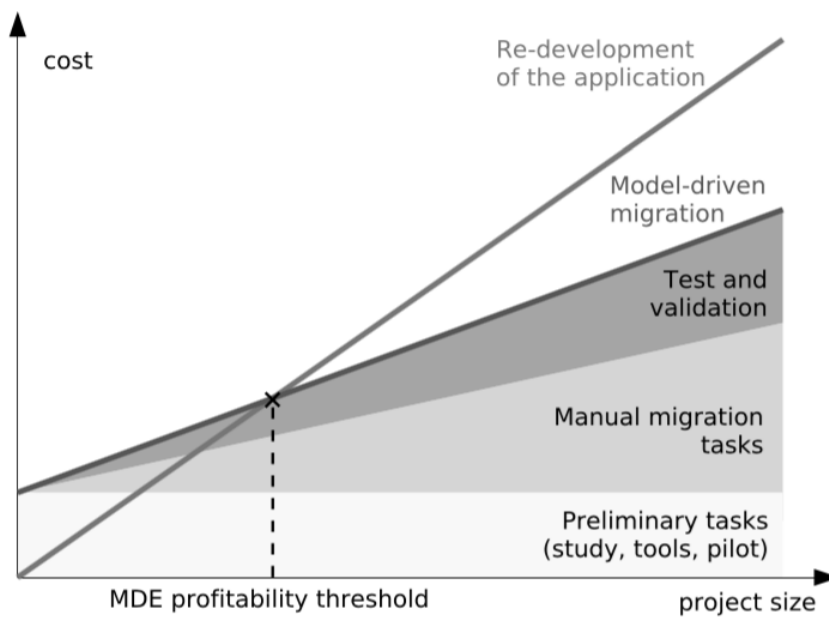 cost
Re-development
of the application
Model-driven
migration
Test and
validation
Manual migration
tasks
Preliminary tasks
(study, tools, pilot)
MDE profitability threshold
project size